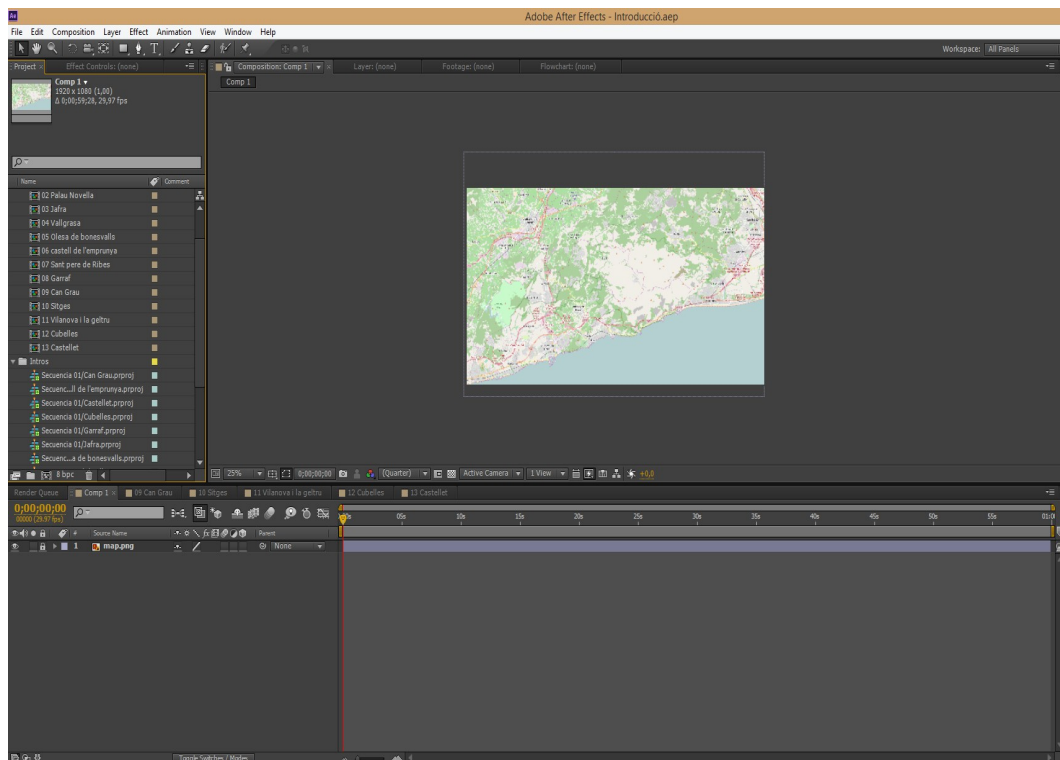 Adobe After Effects - Introducció.aep
File Edit Composition Layer Effect Animation View Window Help
Workspace: All Panels
Project Effect Controls: (none)
Composition: Comp 1 Layer: (none) Footage: (none) Flowchart: (none)
Comp 1
Comp 1
1920 x 1080 (1,00)
Δ 0;00;59;28, 29,97 fps
Name Comment
02 Palau Novella
03 Jafra
04 Vallgrasa
05 Olesa de bonesvalls
06 castell de l'emprunya
07 Sant pere de Ribes
08 Garraf
09 Can Grau
10 Sitges
11 Vilanova i la geltru
12 Cubelles
13 Castellet
Intros
Secuencia 01/Can Grau.prproj
Secuenc...ll de l'emprunya.prproj
Secuencia 01/Castellet.prproj
Secuencia 01/Cubelles.prproj
Secuencia 01/Garraf.prproj
Secuencia 01/Jafra.prproj
Secuenc...a de bonesvalls.prproj
8 bpc
25% 0;00;00;00 (Quarter) Active Camera 1 View +0,0
Render Queue Comp 1 09 Can Grau 10 Sitges 11 Vilanova i la geltru 12 Cubelles 13 Castellet
0;00;00;00
00000 (29.97 fps)
05s 10s 15s 20s 25s 30s 35s 40s 45s 50s 55s
# Source Name Parent
1 map.png None
Toggle Switches / Modes